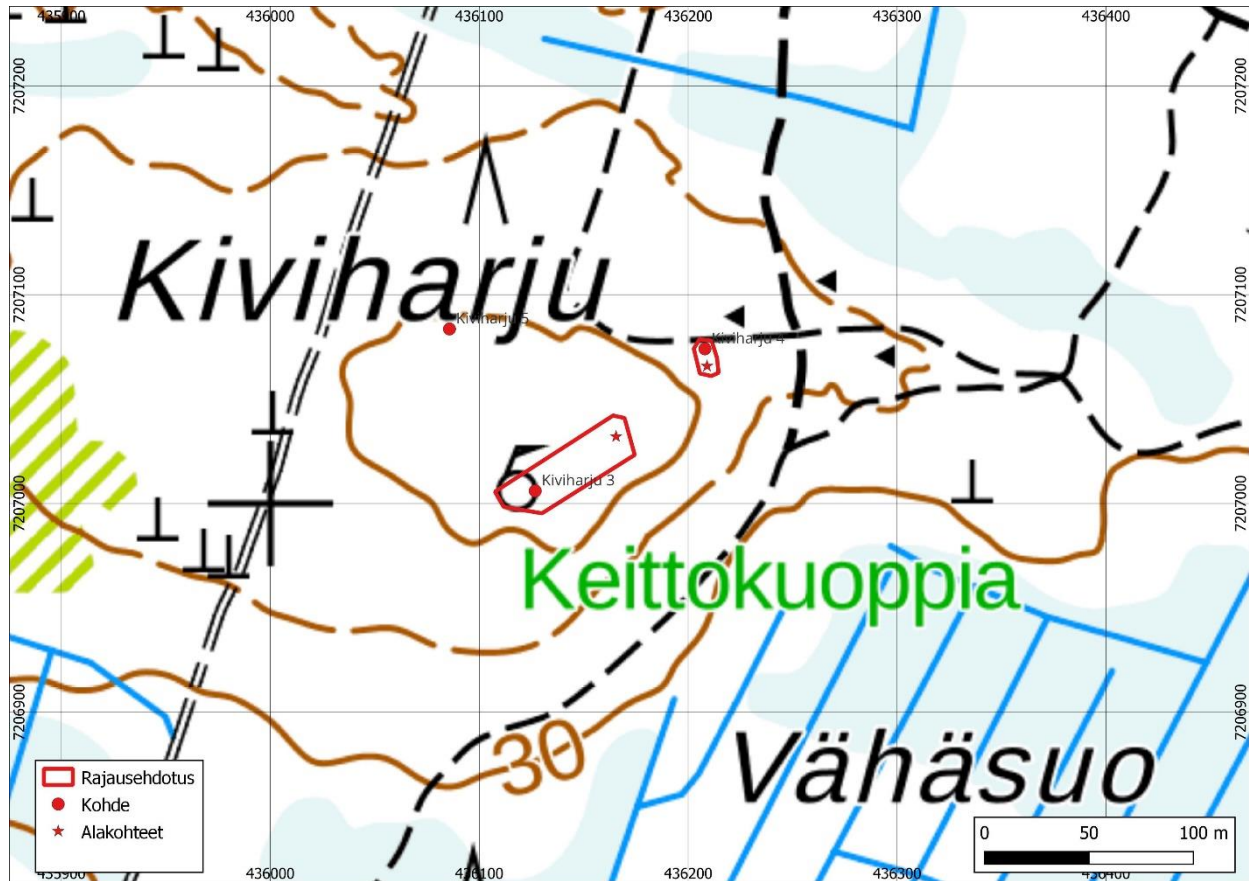 435900 436000 436100 436200 436300 436400
7207200 7207200
Kiviharju
7207100 7207100
Kiviharju 5
Kiviharju 4
5
Kiviharju 3
7207000 7207000
Keittokuoppia
7206900 7206900
30
Vähäsuo
Rajausehdotus
Kohde
Alakohteet
0 50 100 m
435900 436000 436100 436200 436300 436400